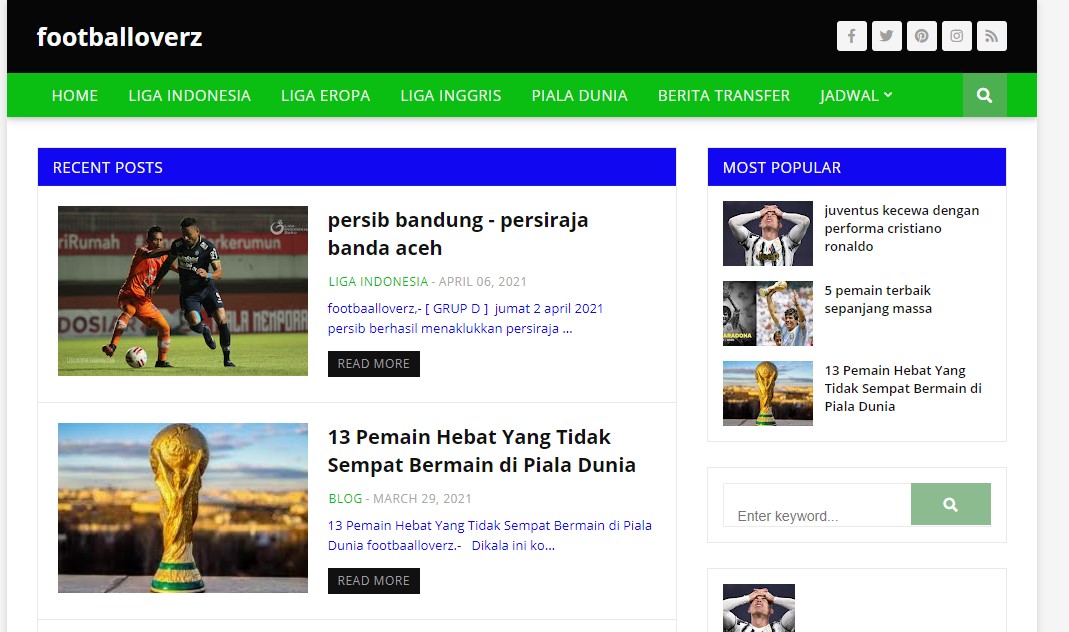 footballoverz
HOME LIGA INDONESIA LIGA EROPA LIGA INGGRIS PIALA DUNIA BERITA TRANSFER JADWAL
RECENT POSTS
riRumah
erkerumun
DOSIAR
persib bandung - persiraja
banda aceh
LIGA INDONESIA - APRIL 06, 2021
footbaalloverz,- [ GRUP D ] jumat 2 april 2021
persib berhasil menaklukkan persiraja ...
READ MORE
13 Pemain Hebat Yang Tidak
Sempat Bermain di Piala Dunia
BLOG - MARCH 29, 2021
13 Pemain Hebat Yang Tidak Sempat Bermain di Piala
Dunia footbaalloverz.- Dikala ini ko...
READ MORE
MOST POPULAR
juventus kecewa dengan
performa cristiano
ronaldo
ARADONA
5 pemain terbaik
sepanjang massa
13 Pemain Hebat Yang
Tidak Sempat Bermain di
Piala Dunia
Enter keyword...